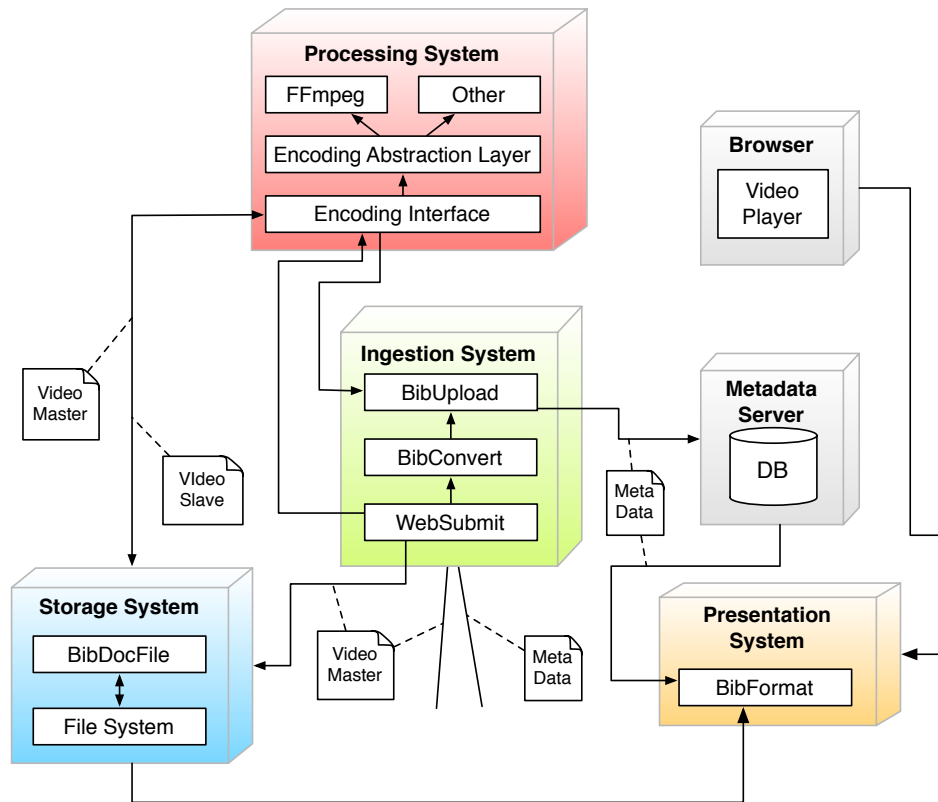 Processing System
FFmpeg
Other
Encoding Abstraction Layer
Encoding Interface
Browser
Video
Player
Video
Master
VIdeo
Slave
Ingestion System
BibUpload
BibConvert
WebSubmit
Metadata
Server
DB
Meta
Data
Storage System
BibDocFile
File System
Video
Master
Meta
Data
Presentation
System
BibFormat